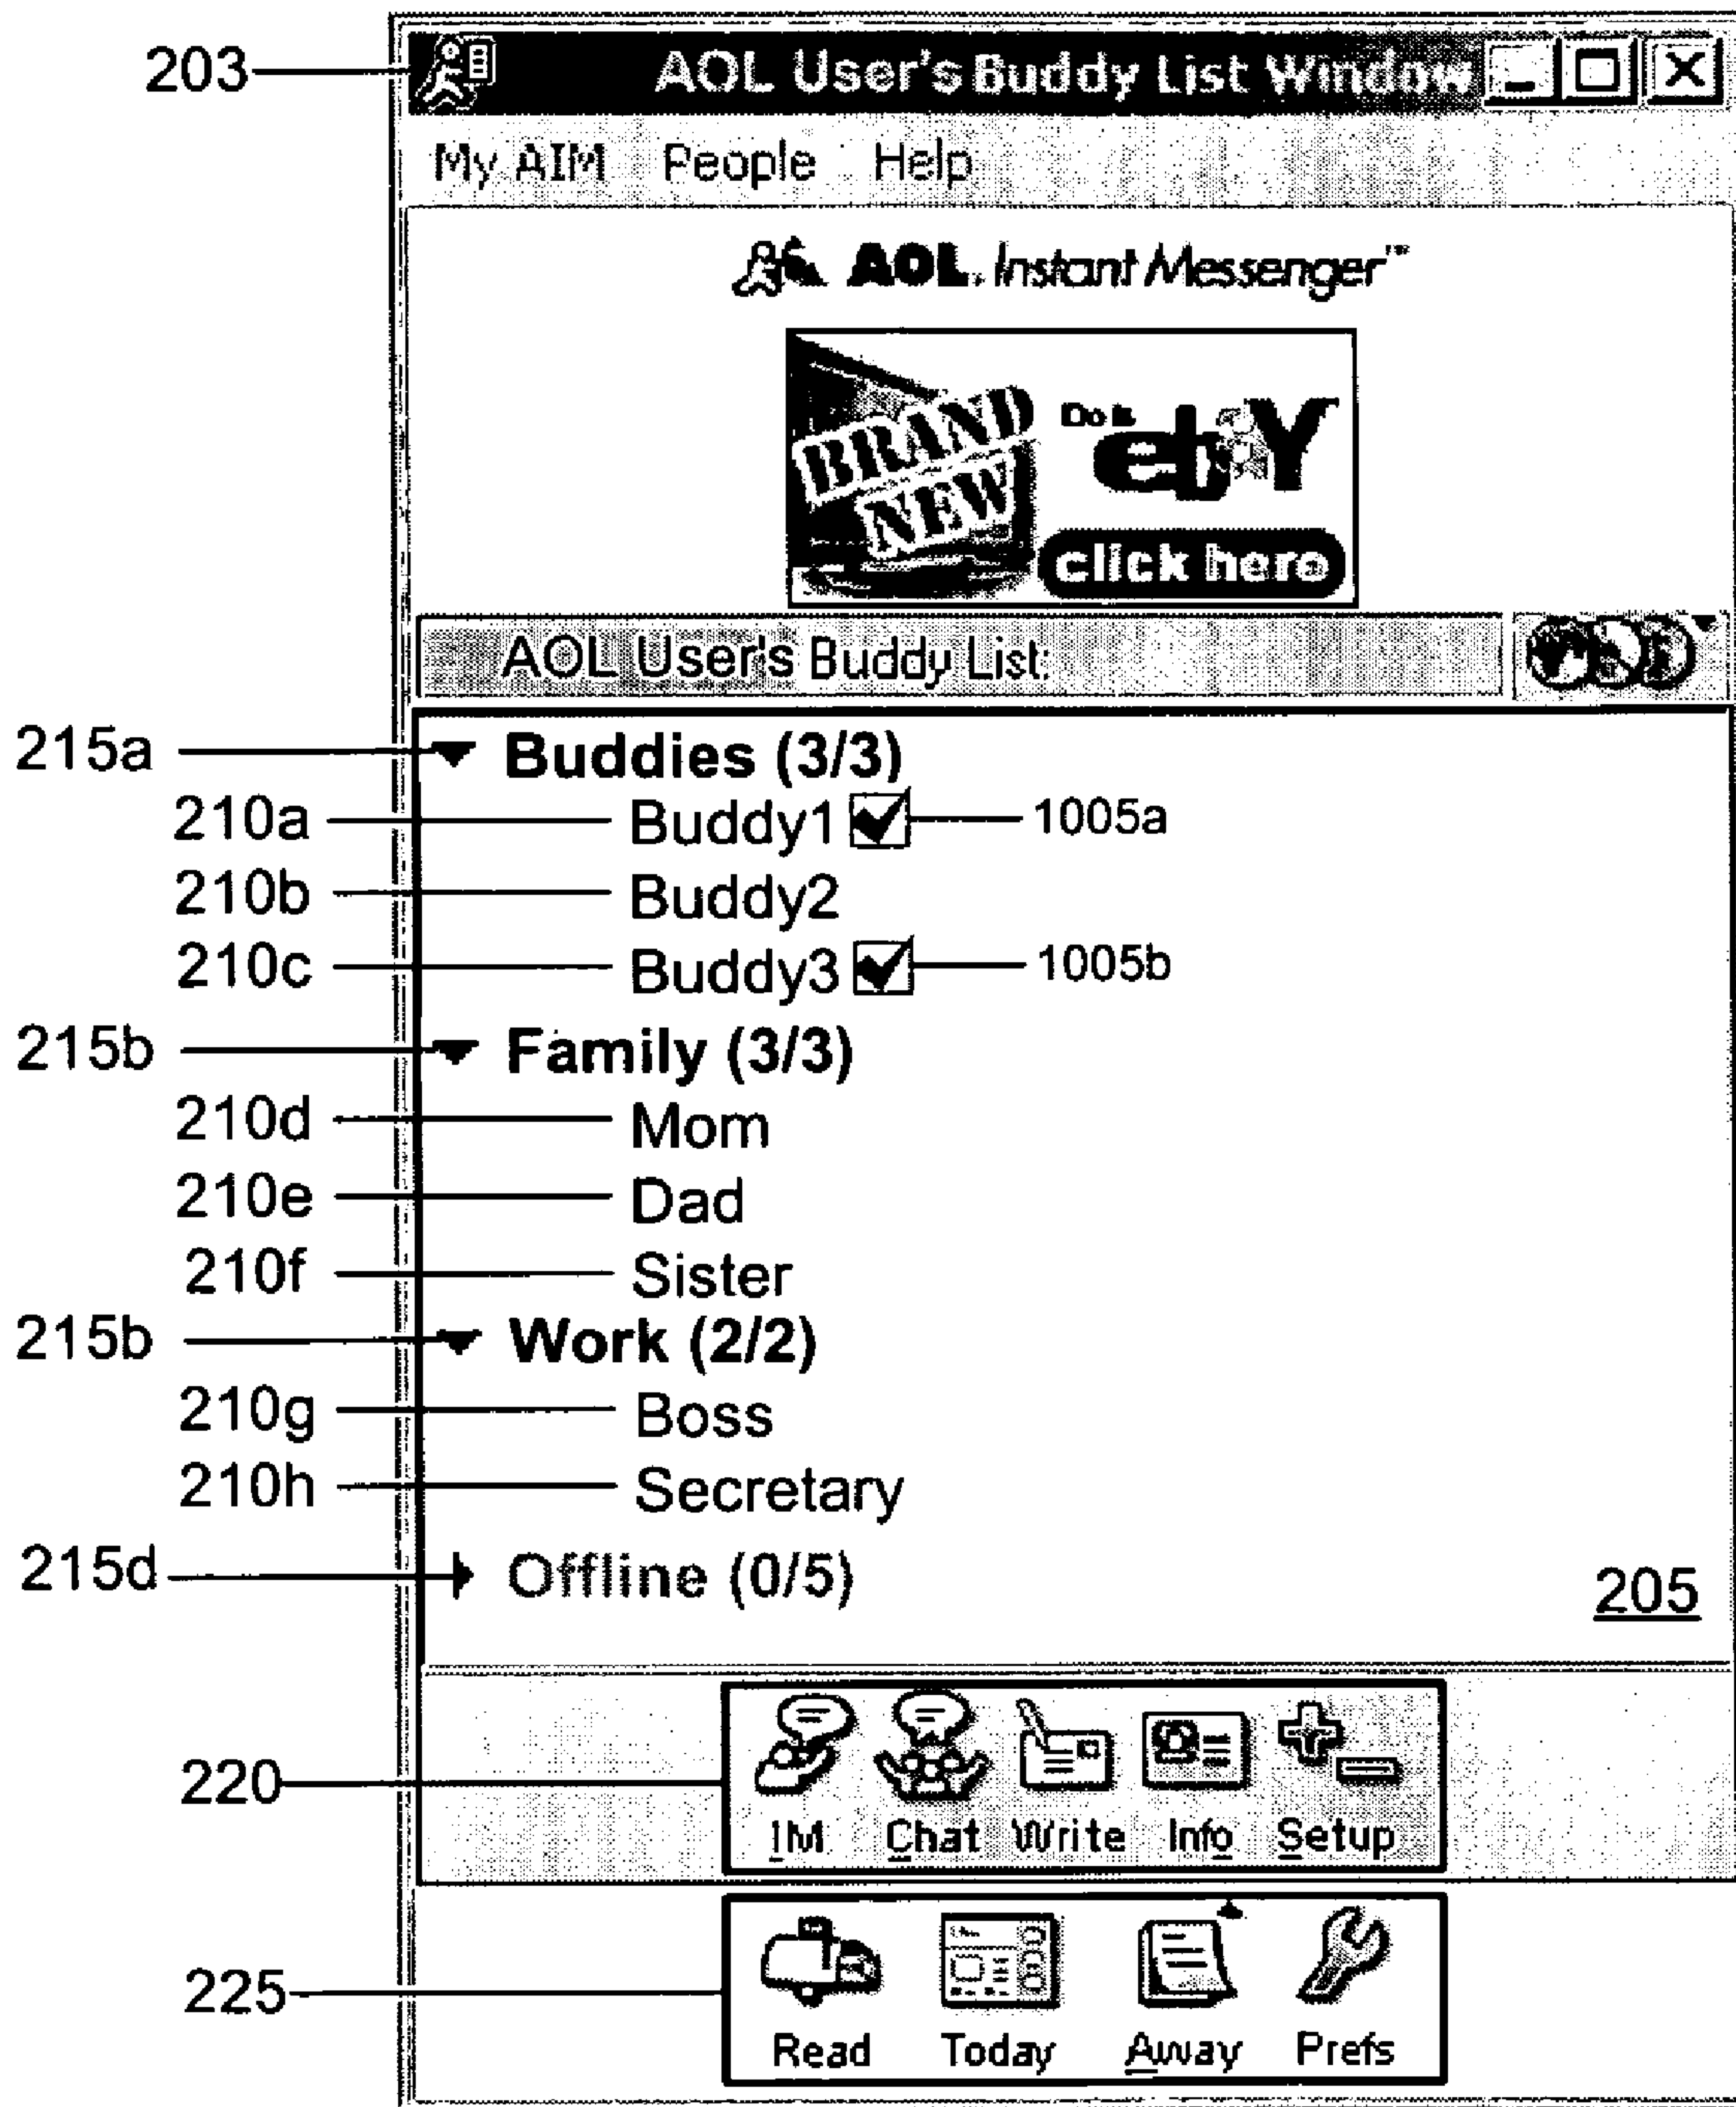 203 AOL User's Buddy List Window
My AIM People Help
AOL Instant Messenger™
BRAND
NEW
Do it
ebY
click here
AOL User's Buddy List:
215a Buddies (3/3)
210a Buddy1 1005a
210b Buddy2
210c Buddy3 1005b
215b Family (3/3)
210d Mom
210e Dad
210f Sister
215b Work (2/2)
210g Boss
210h Secretary
215d Offline (0/5)
205
220
IM Chat Write Info Setup
225
Read Today Away Prefs